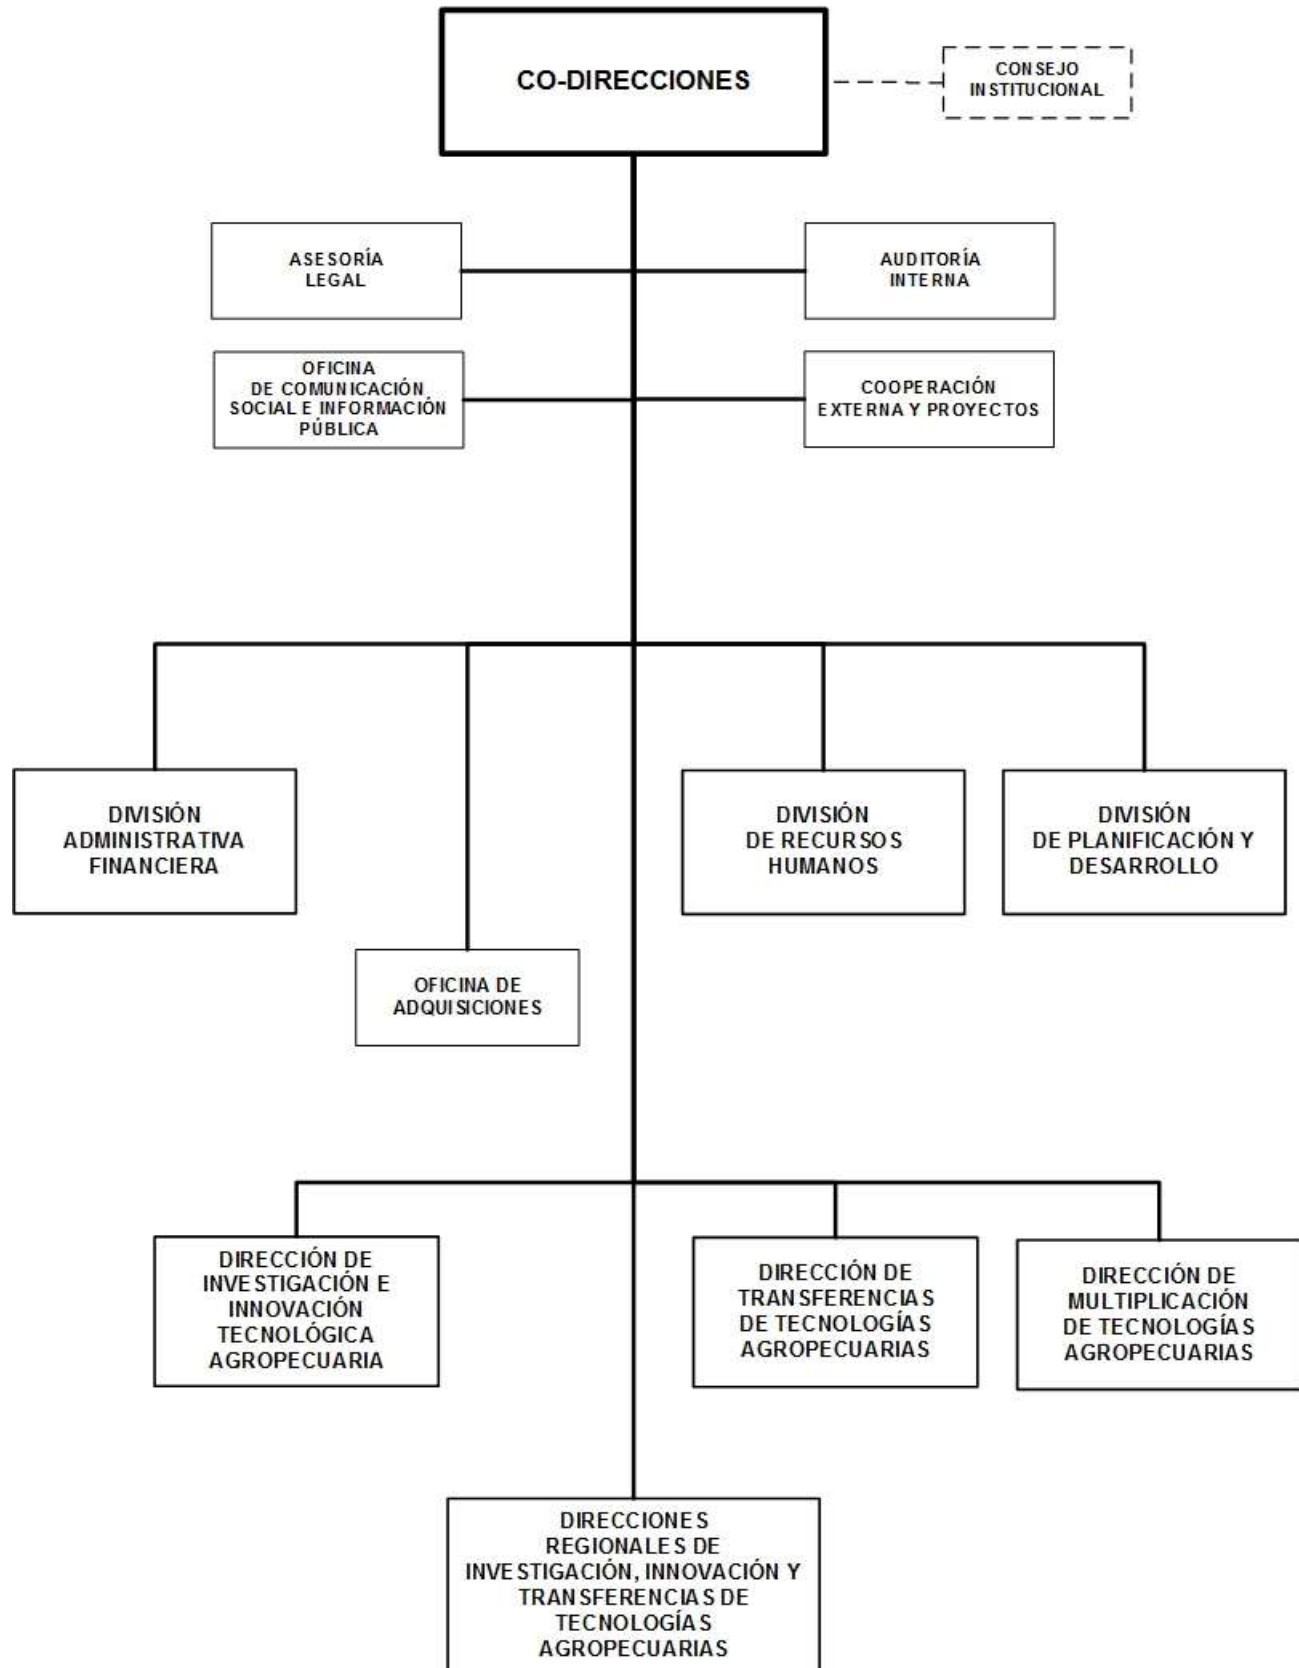 CO-DIRECCIONES
CONSEJO
INSTITUCIONAL
ASESORÍA
LEGAL
AUDITORÍA
INTERNA
OFICINA
DE COMUNICACIÓN
SOCIAL E INFORMACIÓN
PÚBLICA
COOPERACIÓN
EXTERNA Y PROYECTOS
DIVISIÓN
ADMINISTRATIVA
FINANCIERA
DIVISIÓN
DE RECURSOS
HUMANOS
DIVISIÓN
DE PLANIFICACIÓN Y
DESARROLLO
OFICINA DE
ADQUISICIONES
DIRECCIÓN DE
INVESTIGACIÓN E
INNOVACIÓN
TECNOLÓGICA
AGROPECUARIA
DIRECCIÓN DE
TRANSFERENCIAS
DE TECNOLOGÍAS
AGROPECUARIAS
DIRECCIÓN DE
MULTIPLICACIÓN
DE TECNOLOGÍAS
AGROPECUARIAS
DIRECCIONES
REGIONALES DE
INVESTIGACIÓN, INNOVACIÓN Y
TRANSFERENCIAS DE
TECNOLOGÍAS
AGROPECUARIAS